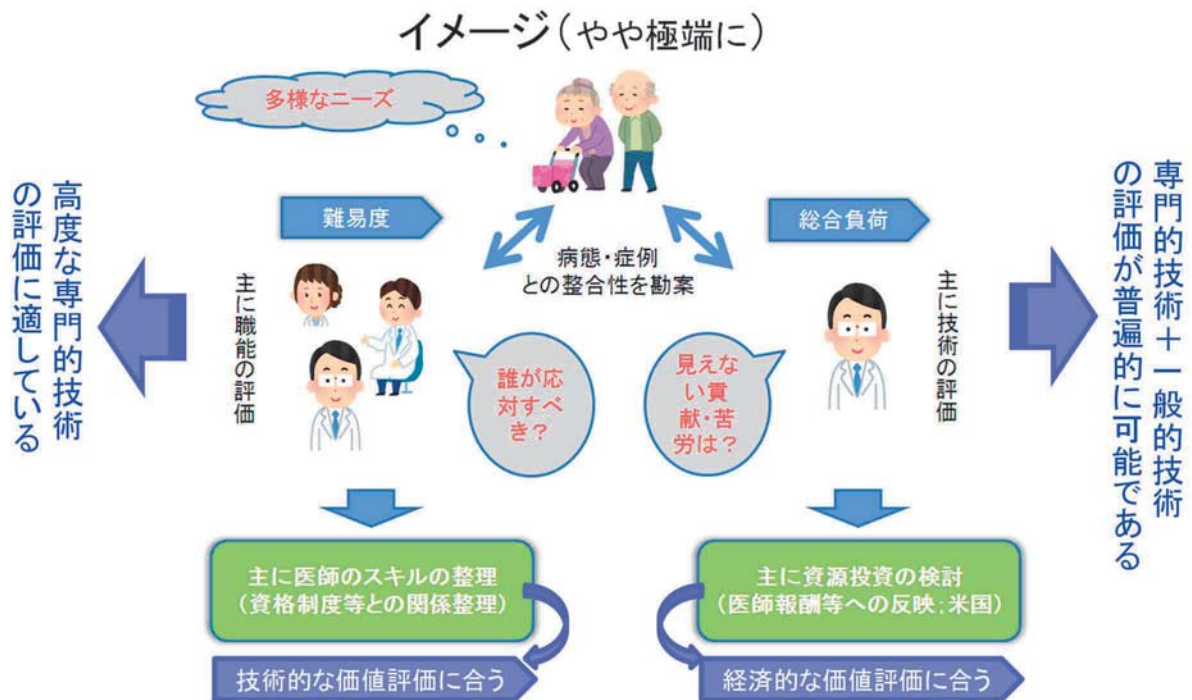 イメージ(やや極端に)
多様なニーズ
高度な専門的技術
の評価に適している
難易度
主に職能の評価
病態・症例
との整合性を勘案
誰が応
対すべ
き?
見えな
い貢
献・苦
労は?
総合負荷
主に技術の評価
専門的技術+一般的技術
の評価が普遍的に可能である
主に医師のスキルの整理
(資格制度等との関係整理)
技術的な価値評価に合う
主に資源投資の検討
(医師報酬等への反映;米国)
経済的な価値評価に合う